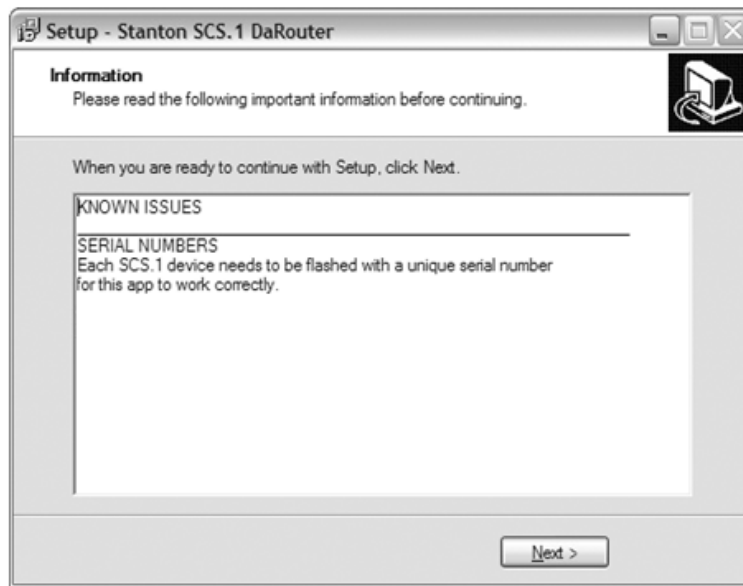 Setup - Stanton SCS.1 DaRouter
Information
Please read the following important information before continuing.
When you are ready to continue with Setup, click Next.
KNOWN ISSUES
SERIAL NUMBERS
Each SCS.1 device needs to be flashed with a unique serial number
for this app to work correctly.
Next >